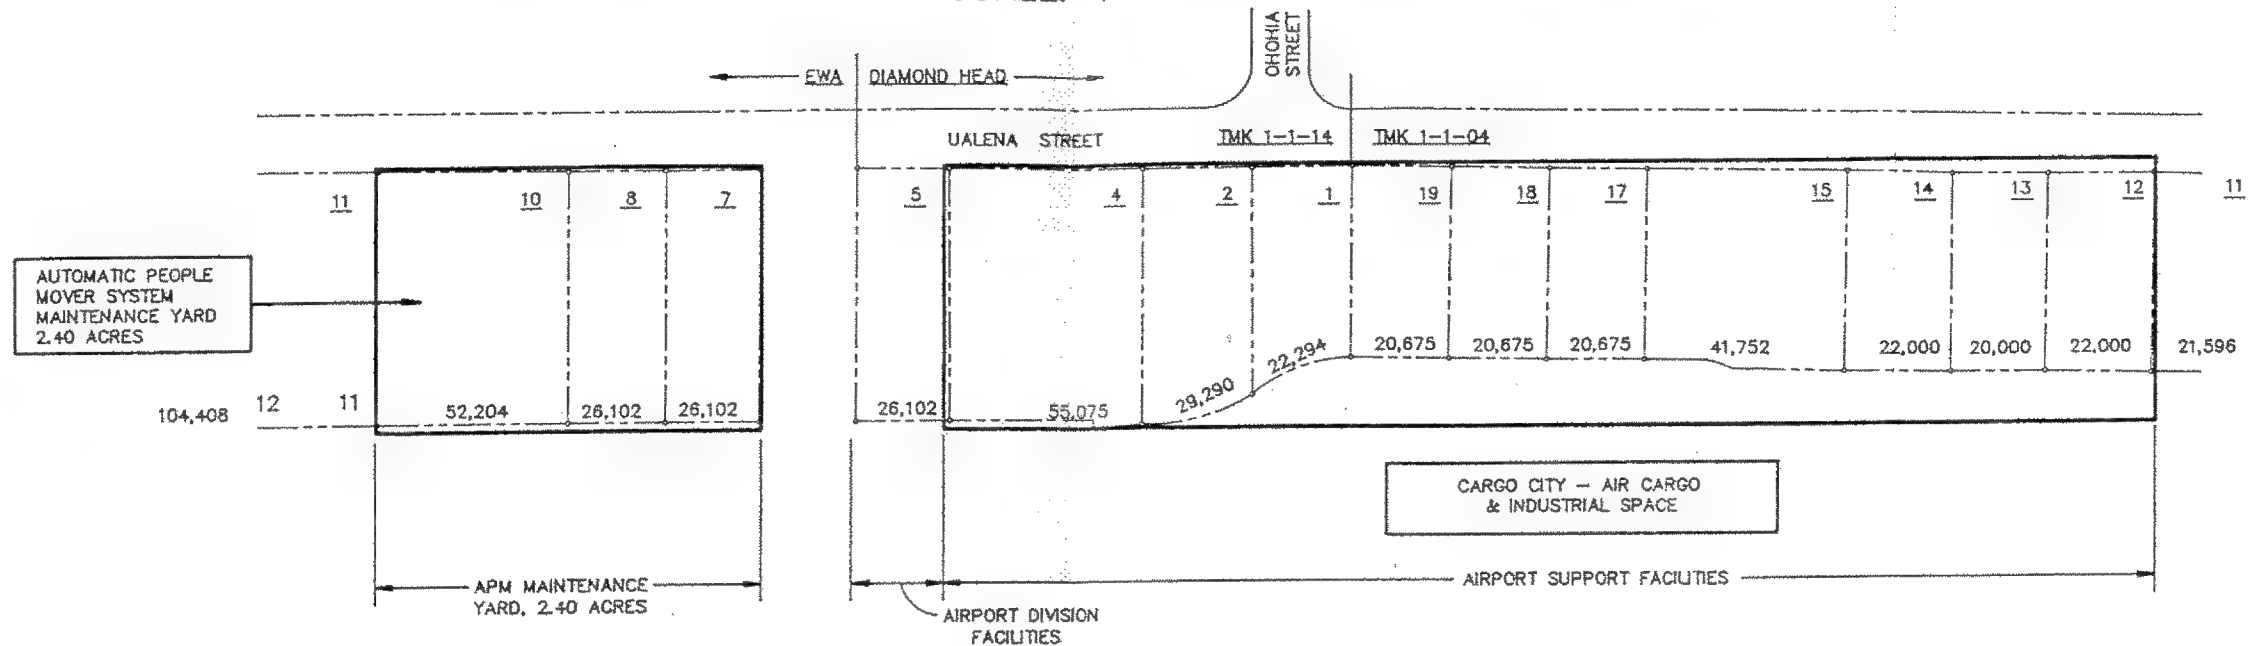 OHOHIA
STREET
EWA DIAMOND HEAD
UALENA STREET TMK 1-1-14 TMK 1-1-04
11 10 8 7 5 4 2 1 19 18 17 15 14 13 12 11
AUTOMATIC PEOPLE
MOVER SYSTEM
MAINTENANCE YARD
2.40 ACRES
104,408 12 11 52,204 26,102 26,102 26,102 55,075 29,290 22,294 20,675 20,675 20,675 41,752 22,000 20,000 22,000 21,596
CARGO CITY – AIR CARGO
& INDUSTRIAL SPACE
APM MAINTENANCE
YARD, 2.40 ACRES
AIRPORT SUPPORT FACILITIES
AIRPORT DIVISION
FACILITIES